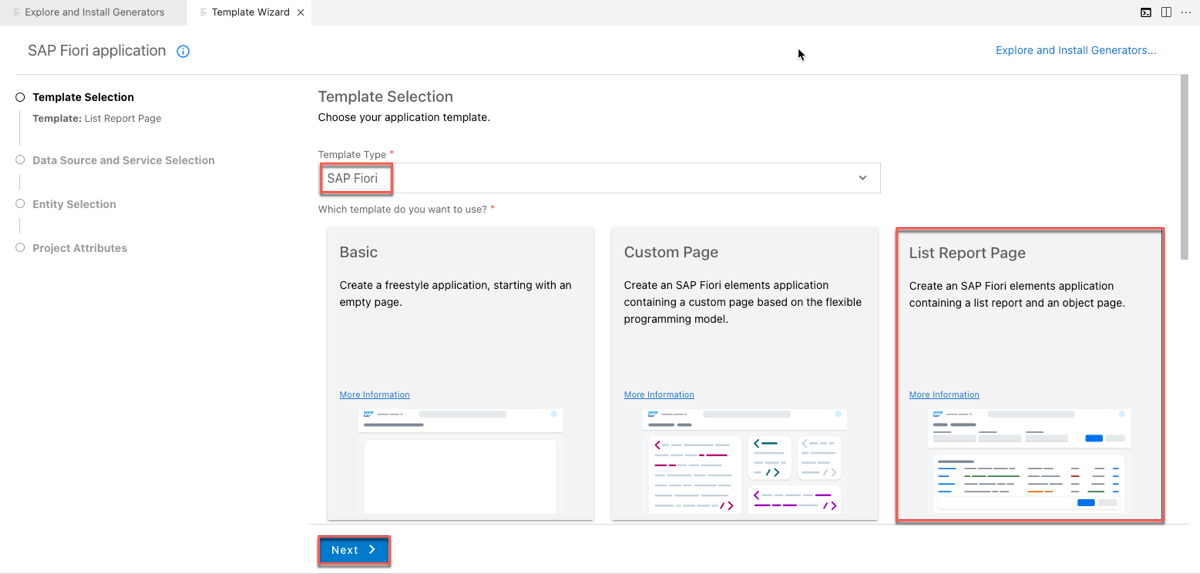 Explore and Install Generators
Template Wizard
SAP Fiori application
Explore and Install Generators...
Template Selection
Template: List Report Page
Data Source and Service Selection
Entity Selection
Project Attributes
Template Selection
Choose your application template.
Template Type *
SAP Fiori
Which template do you want to use? *
Basic
Create a freestyle application, starting with an
empty page.
More Information
SAP
Custom Page
Create an SAP Fiori elements application
containing a custom page based on the flexible
programming model.
More Information
SAP
List Report Page
Create an SAP Fiori elements application
containing a list report and an object page.
More Information
SAP
Next